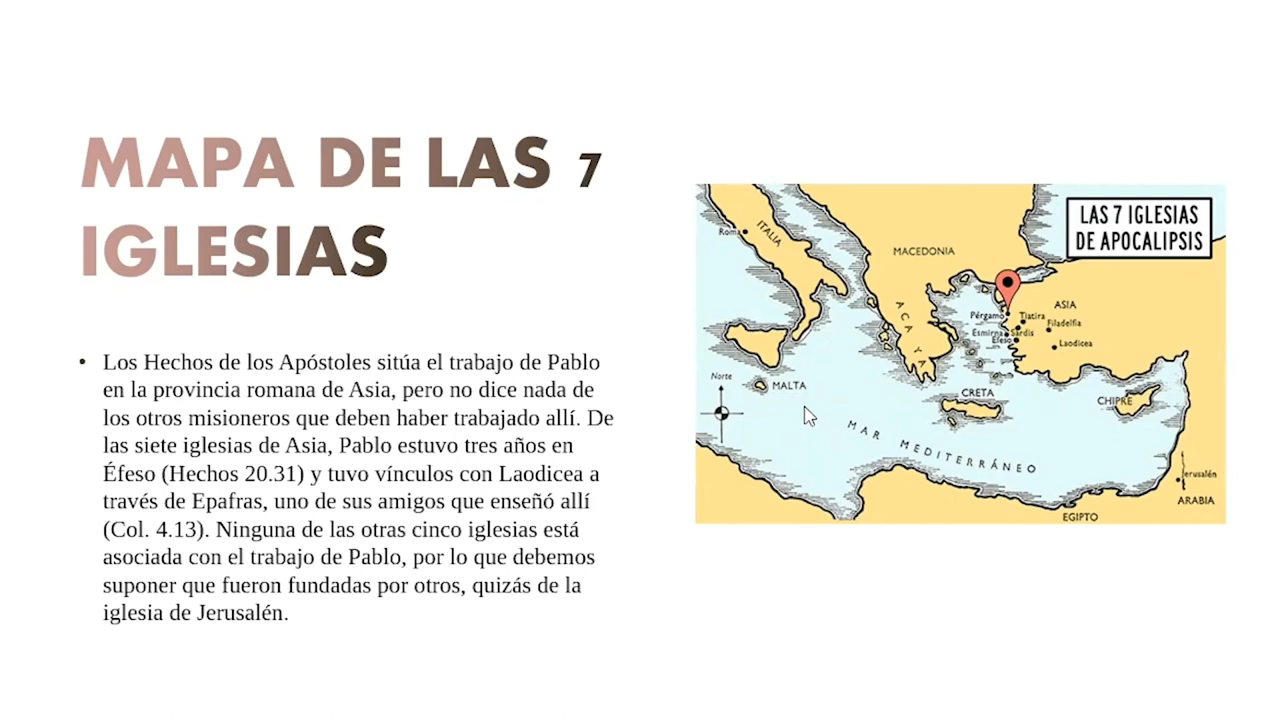 MAPA DE LAS 7
IGLESIAS
• Los Hechos de los Apóstoles sitúa el trabajo de Pablo
en la provincia romana de Asia, pero no dice nada de
los otros misioneros que deben haber trabajado allí. De
las siete iglesias de Asia, Pablo estuvo tres años en
Éfeso (Hechos 20.31) y tuvo vínculos con Laodicea a
través de Epafras, uno de sus amigos que enseñó allí
(Col. 4.13). Ninguna de las otras cinco iglesias está
asociada con el trabajo de Pablo, por lo que debemos
suponer que fueron fundadas por otros, quizás de la
iglesia de Jerusalén.
LAS 7 IGLESIAS
DE APOCALIPSIS
Roma
ITALIA
MACEDONIA
ACAYA
ASIA
Pérgamo
Tiatira
Filadelfia
Esmirna
Sardis
Efeso
Laodicea
Norte
MALTA
CRETA
CHIPRE
MAR MEDITERRÁNEO
Jerusalén
ARABIA
EGIPTO